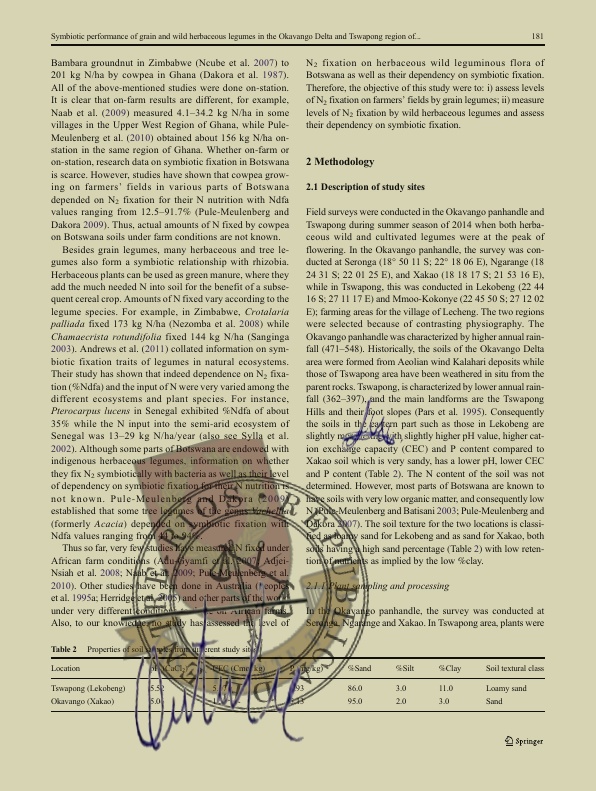 Symbiotic performance of grain and wild herbaceous legumes in the Okavango Delta and Tswapong region of...
181
Bambara groundnut in Zimbabwe (Ncube et al. 2007) to
201 kg N/ha by cowpea in Ghana (Dakora et al. 1987).
All of the above-mentioned studies were done on-station.
It is clear that on-farm results are different, for example,
Naab et al. (2009) measured 4.1–34.2 kg N/ha in some
villages in the Upper West Region of Ghana, while Pule-
Meulenberg et al. (2010) obtained about 156 kg N/ha on-
station in the same region of Ghana. Whether on-farm or
on-station, research data on symbiotic fixation in Botswana
is scarce. However, studies have shown that cowpea grow-
ing on farmers' fields in various parts of Botswana
depended on N2 fixation for their N nutrition with Ndfa
values ranging from 12.5–91.7% (Pule-Meulenberg and
Dakora 2009). Thus, actual amounts of N fixed by cowpea
on Botswana soils under farm conditions are not known.
Besides grain legumes, many herbaceous and tree le-
gumes also form a symbiotic relationship with rhizobia.
Herbaceous plants can be used as green manure, where they
add the much needed N into soil for the benefit of a subse-
quent cereal crop. Amounts of N fixed vary according to the
legume species. For example, in Zimbabwe, Crotalaria
palliada fixed 173 kg N/ha (Nezomba et al. 2008) while
Chamaecrista rotundifolia fixed 144 kg N/ha (Sanginga
2003). Andrews et al. (2011) collated information on sym-
biotic fixation traits of legumes in natural ecosystems.
Their study has shown that indeed dependence on N2 fixa-
tion (%Ndfa) and the input of N were very varied among the
different ecosystems and plant species. For instance,
Pterocarpus lucens in Senegal exhibited %Ndfa of about
35% while the N input into the semi-arid ecosystem of
Senegal was 13–29 kg N/ha/year (also see Sylla et al.
2002). Although some parts of Botswana are endowed with
indigenous herbaceous legumes, information on whether
they fix N2 symbiotically with bacteria as well as their level
of dependency on symbiotic fixation for their N nutrition is
not known. Pule-Meulenberg and Dakora (2009)
established that some tree legumes of the genus Vachellia
(formerly Acacia) depended on symbiotic fixation with
Ndfa values ranging from
Thus so far, very few studies have measured N fixed under
African farm conditions (Adu-Gyamfi et al. 2007; Adjei-
Nsiah et al. 2008; Naab et al. 2009; Pule-Meulenberg et al.
2010). Other studies have been done in Australia (Peoples
et al. 1995a; Herridge et al. 2005) and other parts of the world
under very different conditions to African farms.
Also, to our knowledge no study has assessed the level of
N2 fixation on herbaceous wild leguminous flora of
Botswana as well as their dependency on symbiotic fixation.
Therefore, the objective of this study were to: i) assess levels
of N2 fixation on farmers' fields by grain legumes; ii) measure
levels of N2 fixation by wild herbaceous legumes and assess
their dependency on symbiotic fixation.
2 Methodology
2.1 Description of study sites
Field surveys were conducted in the Okavango panhandle and
Tswapong during summer season of 2014 when both herba-
ceous wild and cultivated legumes were at the peak of
flowering. In the Okavango panhandle, the survey was con-
ducted at Seronga (18° 50 11 S; 22° 18 06 E), Ngarange (18
24 31 S; 22 01 25 E), and Xakao (18 18 17 S; 21 53 16 E),
while in Tswapong, this was conducted in Lekobeng (22 44
16 S; 27 11 17 E) and Mmoo-Kokonye (22 45 50 S; 27 12 02
E); farming areas for the village of Lecheng. The two regions
were selected because of contrasting physiography. The
Okavango panhandle was characterized by higher annual rain-
fall (471–548). Historically, the soils of the Okavango Delta
area were formed from Aeolian wind Kalahari deposits while
those of Tswapong area have been weathered in situ from the
parent rocks. Tswapong, is characterized by lower annual rain-
fall (362–397), and the main landforms are the Tswapong
Hills and their foot slopes (Pars et al. 1995). Consequently
the soils in the eastern part such as those in Lekobeng are
slightly with slightly higher pH value, higher cat-
ion exchange capacity (CEC) and P content compared to
Xakao soil which is very sandy, has a lower pH, lower CEC
and P content (Table 2). The N content of the soil was not
determined. However, most parts of Botswana are known to
have soils with very low organic matter, and consequently low
N (Pule-Meulenberg and Batisani 2003; Pule-Meulenberg and
Dakora 2007). The soil texture for the two locations is classi-
fied as loamy sand for Lekobeng and as sand for Xakao, both
soils having a high sand percentage (Table 2) with low reten-
tion of nutrients as implied by the low %clay.
2.1.1 Plant sampling and processing
In the Okavango panhandle, the survey was conducted at
Seronga, Ngarange and Xakao. In Tswapong area, plants were
Table 2 Properties of soil samples from different study sites
Location pH (CaCl2) CEC (Cmol/kg) %Sand %Silt %Clay Soil textural class
Tswapong (Lekobeng) 86.0 3.0 11.0 Loamy sand
Okavango (Xakao) 95.0 2.0 3.0 Sand
Springer